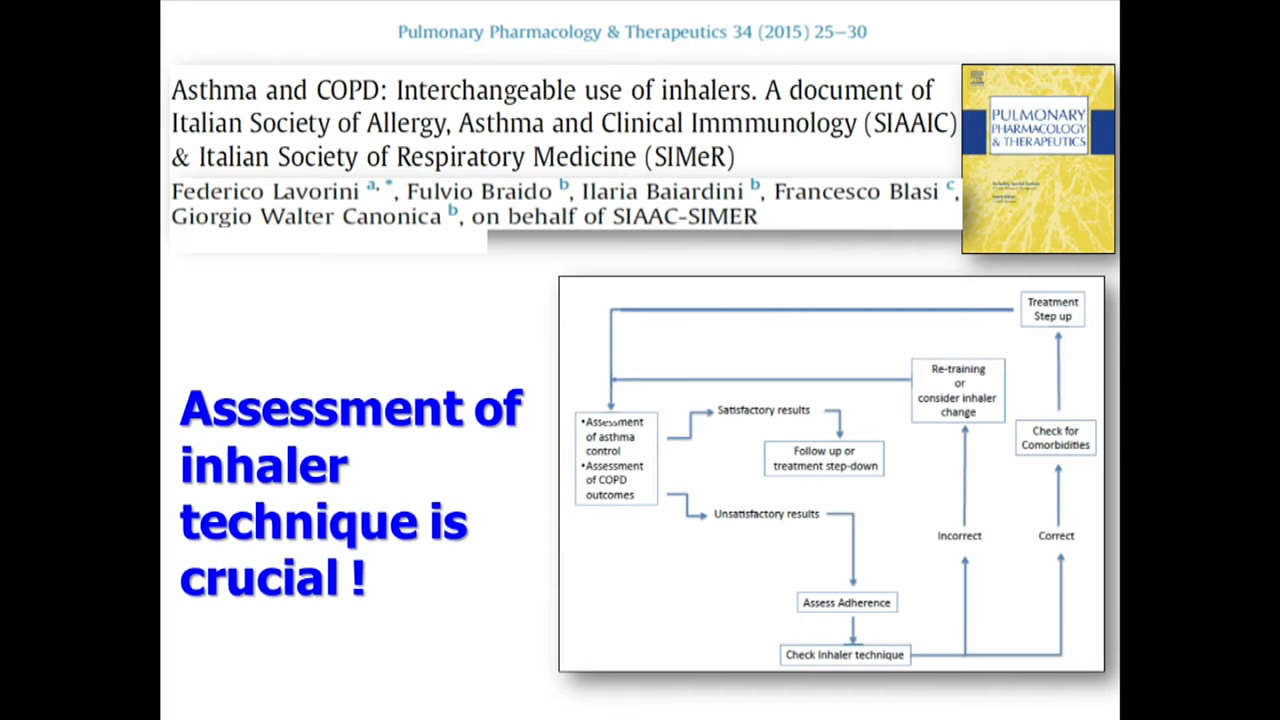 Pulmonary Pharmacology & Therapeutics 34 (2015) 25–30
Asthma and COPD: Interchangeable use of inhalers. A document of
Italian Society of Allergy, Asthma and Clinical Immmunology (SIAAIC)
& Italian Society of Respiratory Medicine (SIMeR)
Federico Lavorini a, *, Fulvio Braido b, Ilaria Baiardini b, Francesco Blasi c,
Giorgio Walter Canonica b, on behalf of SIAAC-SIMER
PULMONARY
PHARMACOLOGY
& THERAPEUTICS
Assessment of
inhaler
technique is
crucial !
Treatment
Step up
Re-training
or
consider inhaler
change
Check for
Comorbidities
•Assessment
of asthma
control
•Assessment
of COPD
outcomes
Satisfactory results
Follow up or
treatment step-down
Unsatisfactory results
Incorrect
Correct
Assess Adherence
Check Inhaler technique